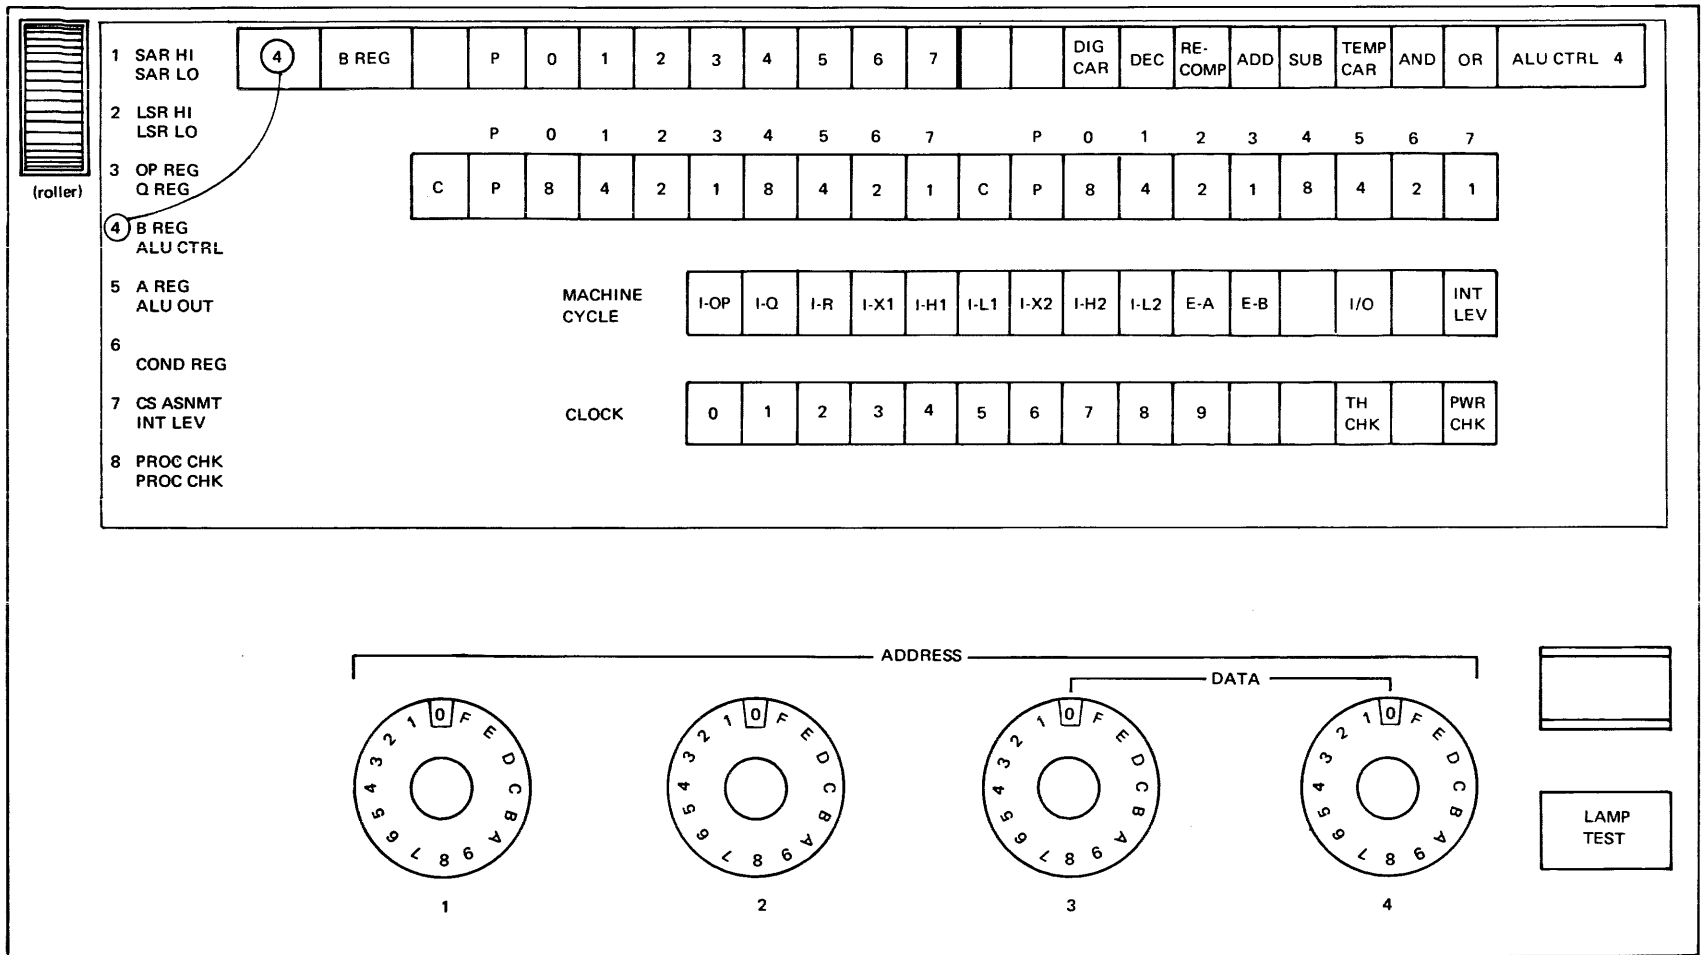 (roller)
1 SAR HI
SAR LO
2 LSR HI
LSR LO
3 OP REG
Q REG
4 B REG
ALU CTRL
5 A REG
ALU OUT
6
COND REG
7 CS ASNMT
INT LEV
8 PROC CHK
PROC CHK
4 B REG P 0 1 2 3 4 5 6 7 DIG CAR DEC RE-COMP ADD SUB TEMP CAR AND OR ALU CTRL 4
P 0 1 2 3 4 5 6 7 P 0 1 2 3 4 5 6 7
C P 8 4 2 1 8 4 2 1 C P 8 4 2 1 8 4 2 1
MACHINE CYCLE I-OP I-Q I-R I-X1 I-H1 I-L1 I-X2 I-H2 I-L2 E-A E-B I/O INT LEV
CLOCK 0 1 2 3 4 5 6 7 8 9 TH CHK PWR CHK
ADDRESS
DATA
0 F E D C B A 9 8 7 6 5 4 3 2 1
0 F E D C B A 9 8 7 6 5 4 3 2 1
0 F E D C B A 9 8 7 6 5 4 3 2 1
0 F E D C B A 9 8 7 6 5 4 3 2 1
LAMP
TEST
1 2 3 4